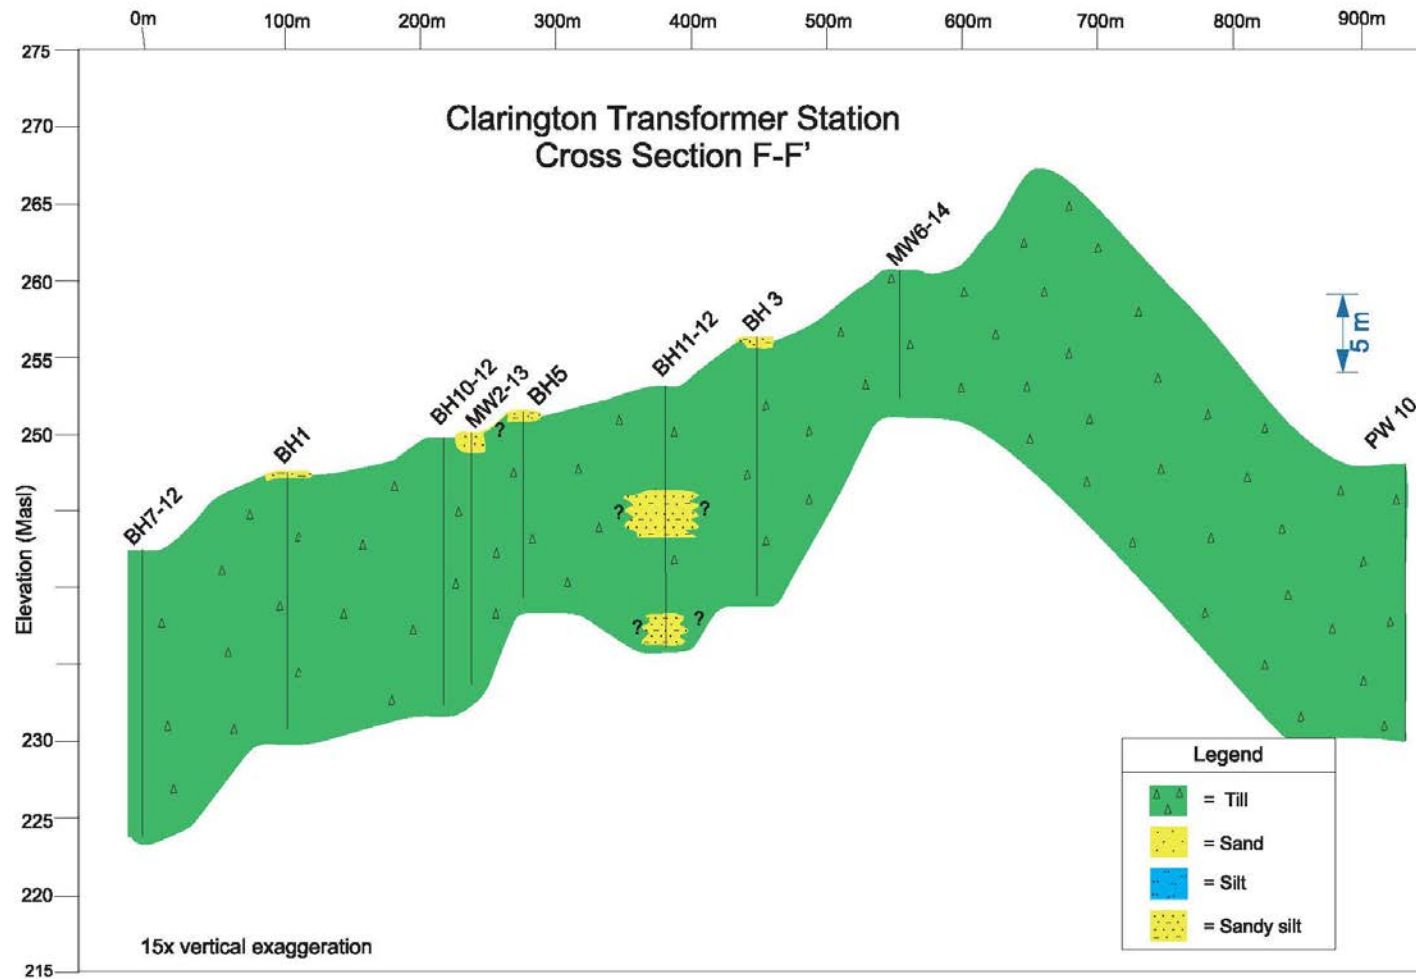 0m 100m 200m 300m 400m 500m 600m 700m 800m 900m
275
270
265
260
255
250
230
225
220
215
Elevation (Masl)
Clarington Transformer Station
Cross Section F-F’
BH7-12
BH1
BH10-12
MW2-13
?
BH5
BH11-12
?
?
?
?
BH 3
MW6-14
5 m
PW 10
Legend
= Till
= Sand
= Silt
= Sandy silt
15x vertical exaggeration